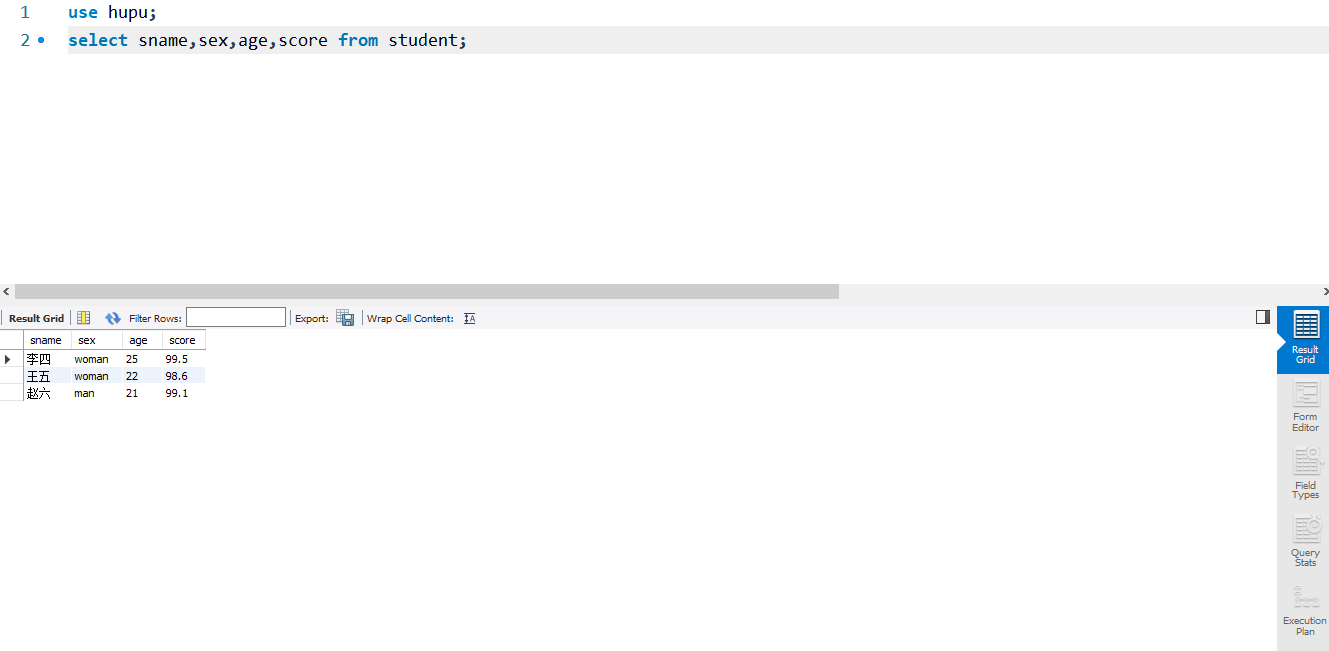 1 use hupu;
2 select sname,sex,age,score from student;
Result Grid Filter Rows: Export: Wrap Cell Content:
sname sex age score
李四 woman 25 99.5
王五 woman 22 98.6
赵六 man 21 99.1
Result
Grid
Form
Editor
Field
Types
Query
Stats
Execution
Plan